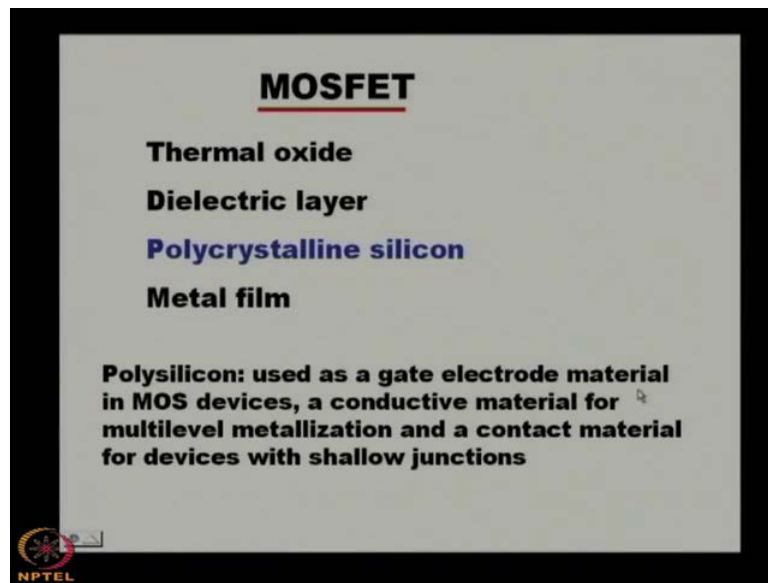 MOSFET
Thermal oxide
Dielectric layer
Polycrystalline silicon
Metal film
Polysilicon: used as a gate electrode material
in MOS devices, a conductive material for
multilevel metallization and a contact material
for devices with shallow junctions
NPTEL